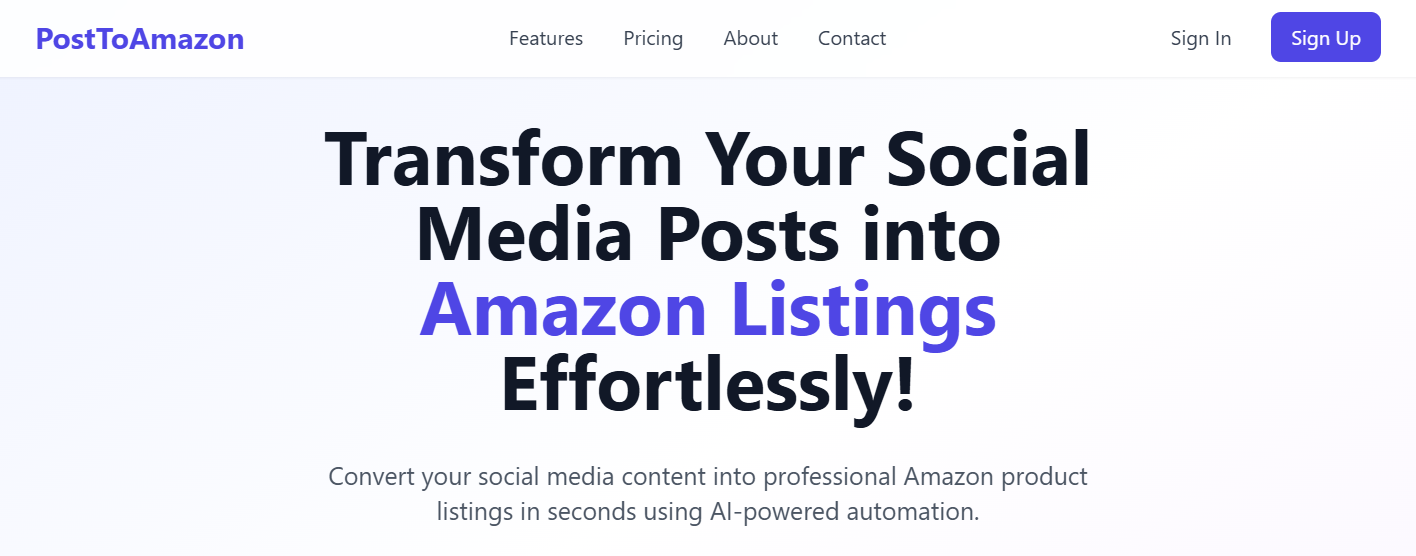 PostToAmazon
Features
Pricing
About
Contact
Sign In
Sign Up
Transform Your Social
Media Posts into
Amazon Listings
Effortlessly!
Convert your social media content into professional Amazon product
listings in seconds using AI-powered automation.